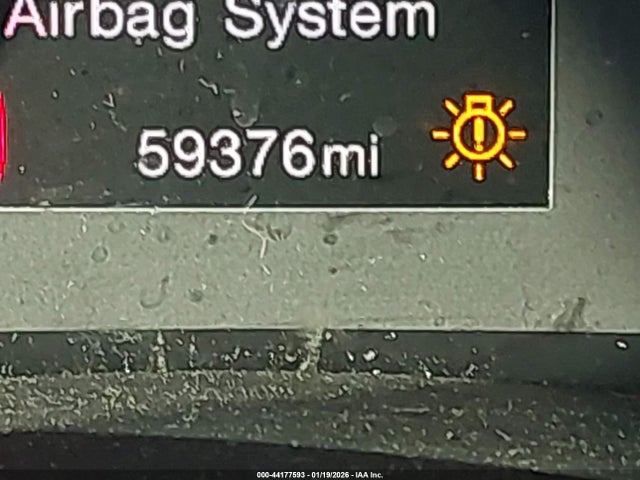 Airbag System
59376mi
000-44177593 - 01/19/2026 - IAA Inc.